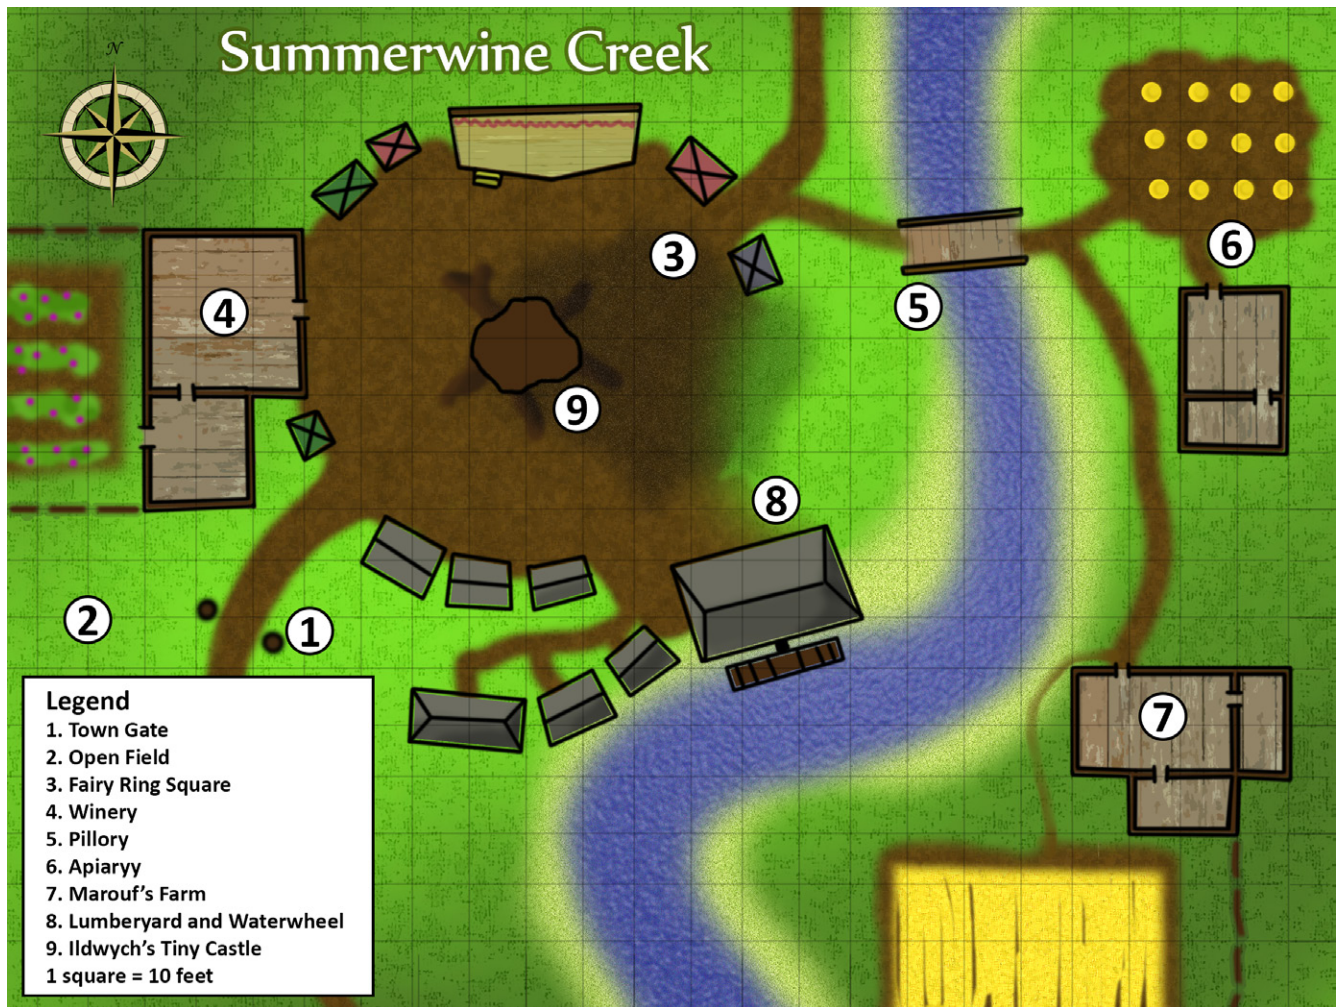 Summerwine Creek
N
3
6
4
5
9
8
2
1
7
Legend
1. Town Gate
2. Open Field
3. Fairy Ring Square
4. Winery
5. Pillory
6. Apiaryy
7. Marouf's Farm
8. Lumberyard and Waterwheel
9. Ildwych's Tiny Castle
1 square = 10 feet